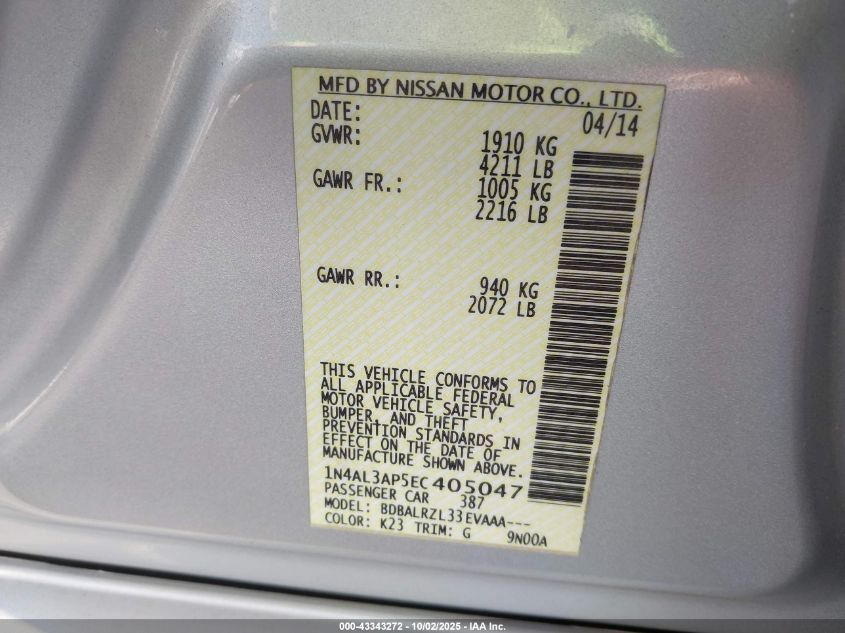 MFD BY NISSAN MOTOR CO., LTD.
DATE: 04/14
GVWR: 1910 KG
4211 LB
GAWR FR.: 1005 KG
2216 LB
GAWR RR.: 940 KG
2072 LB
THIS VEHICLE CONFORMS TO
ALL APPLICABLE FEDERAL
MOTOR VEHICLE SAFETY,
BUMPER, AND THEFT
PREVENTION STANDARDS IN
EFFECT ON THE DATE OF
MANUFACTURE SHOWN ABOVE.
1N4AL3AP5EC405047
PASSENGER CAR 387
MODEL: BDBALRZL33EVAAA---
COLOR: K23 TRIM: G 9N00A
000-43343272 - 10/02/2025 - IAA Inc.